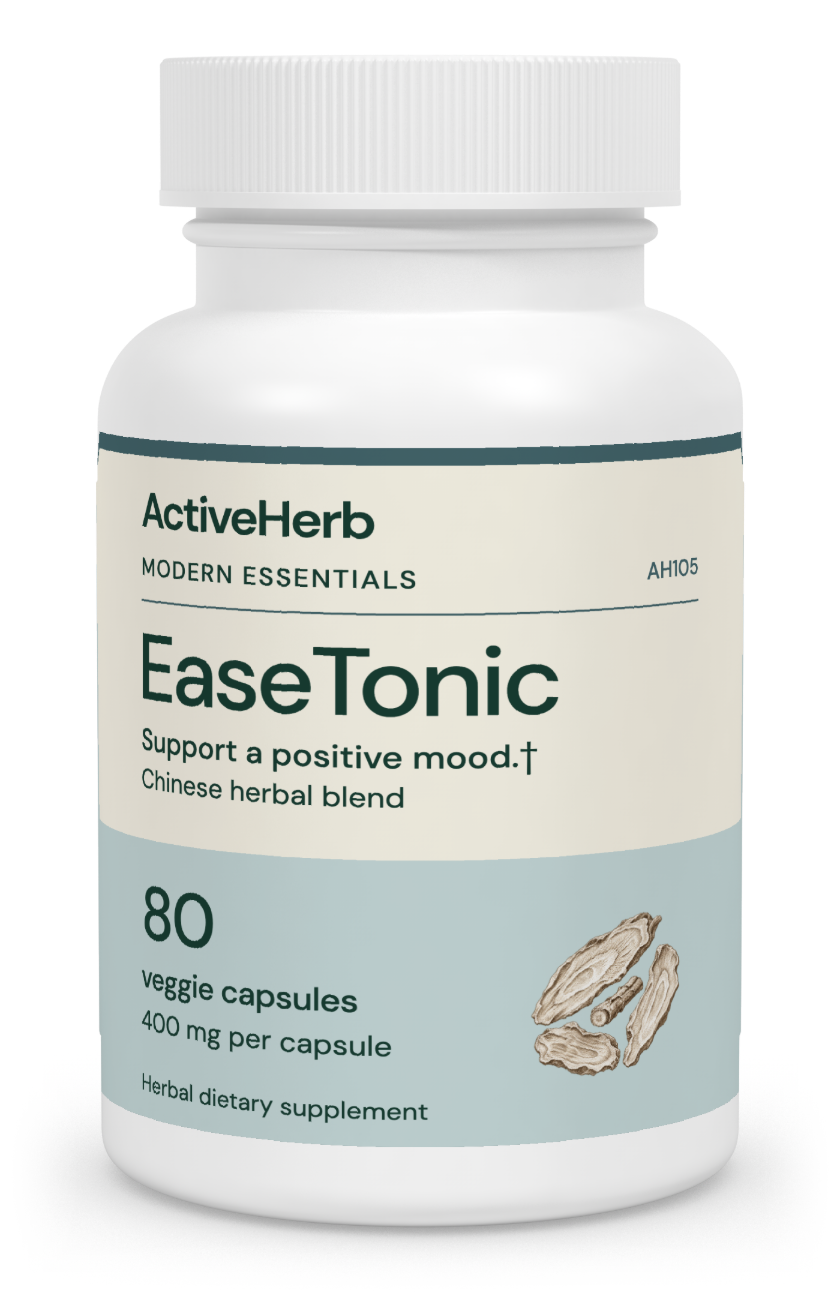 ActiveHerb
MODERN ESSENTIALS
AH105
EaseTonic
Support a positive mood.†
Chinese herbal blend
80
veggie capsules
400 mg per capsule
Herbal dietary supplement